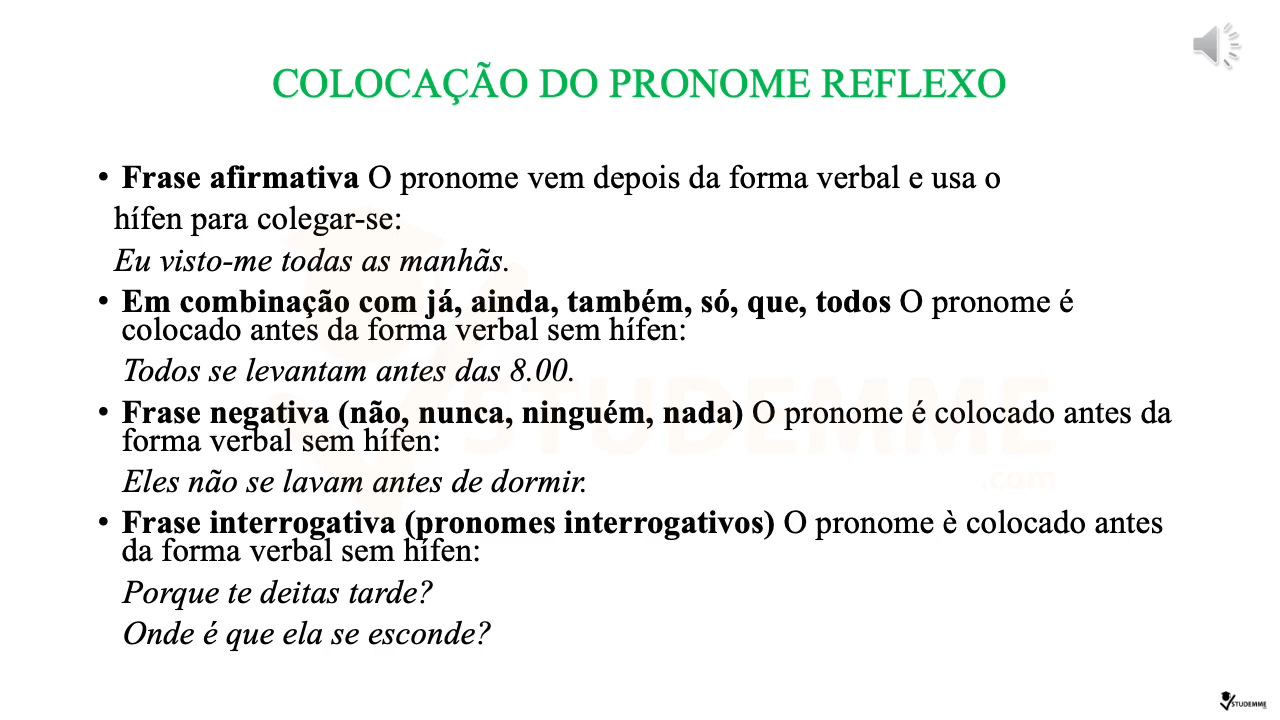 COLOCAÇÃO DO PRONOME REFLEXO
• Frase afirmativa O pronome vem depois da forma verbal e usa o
hífen para colegar-se:
Eu visto-me todas as manhãs.
• Em combinação com já, ainda, também, só, que, todos O pronome é
colocado antes da forma verbal sem hífen:
Todos se levantam antes das 8.00.
• Frase negativa (não, nunca, ninguém, nada) O pronome é colocado antes da
forma verbal sem hífen:
Eles não se lavam antes de dormir.
• Frase interrogativa (pronomes interrogativos) O pronome è colocado antes
da forma verbal sem hífen:
Porque te deitas tarde?
Onde é que ela se esconde?
STUDEMME
.com
STUDEMME